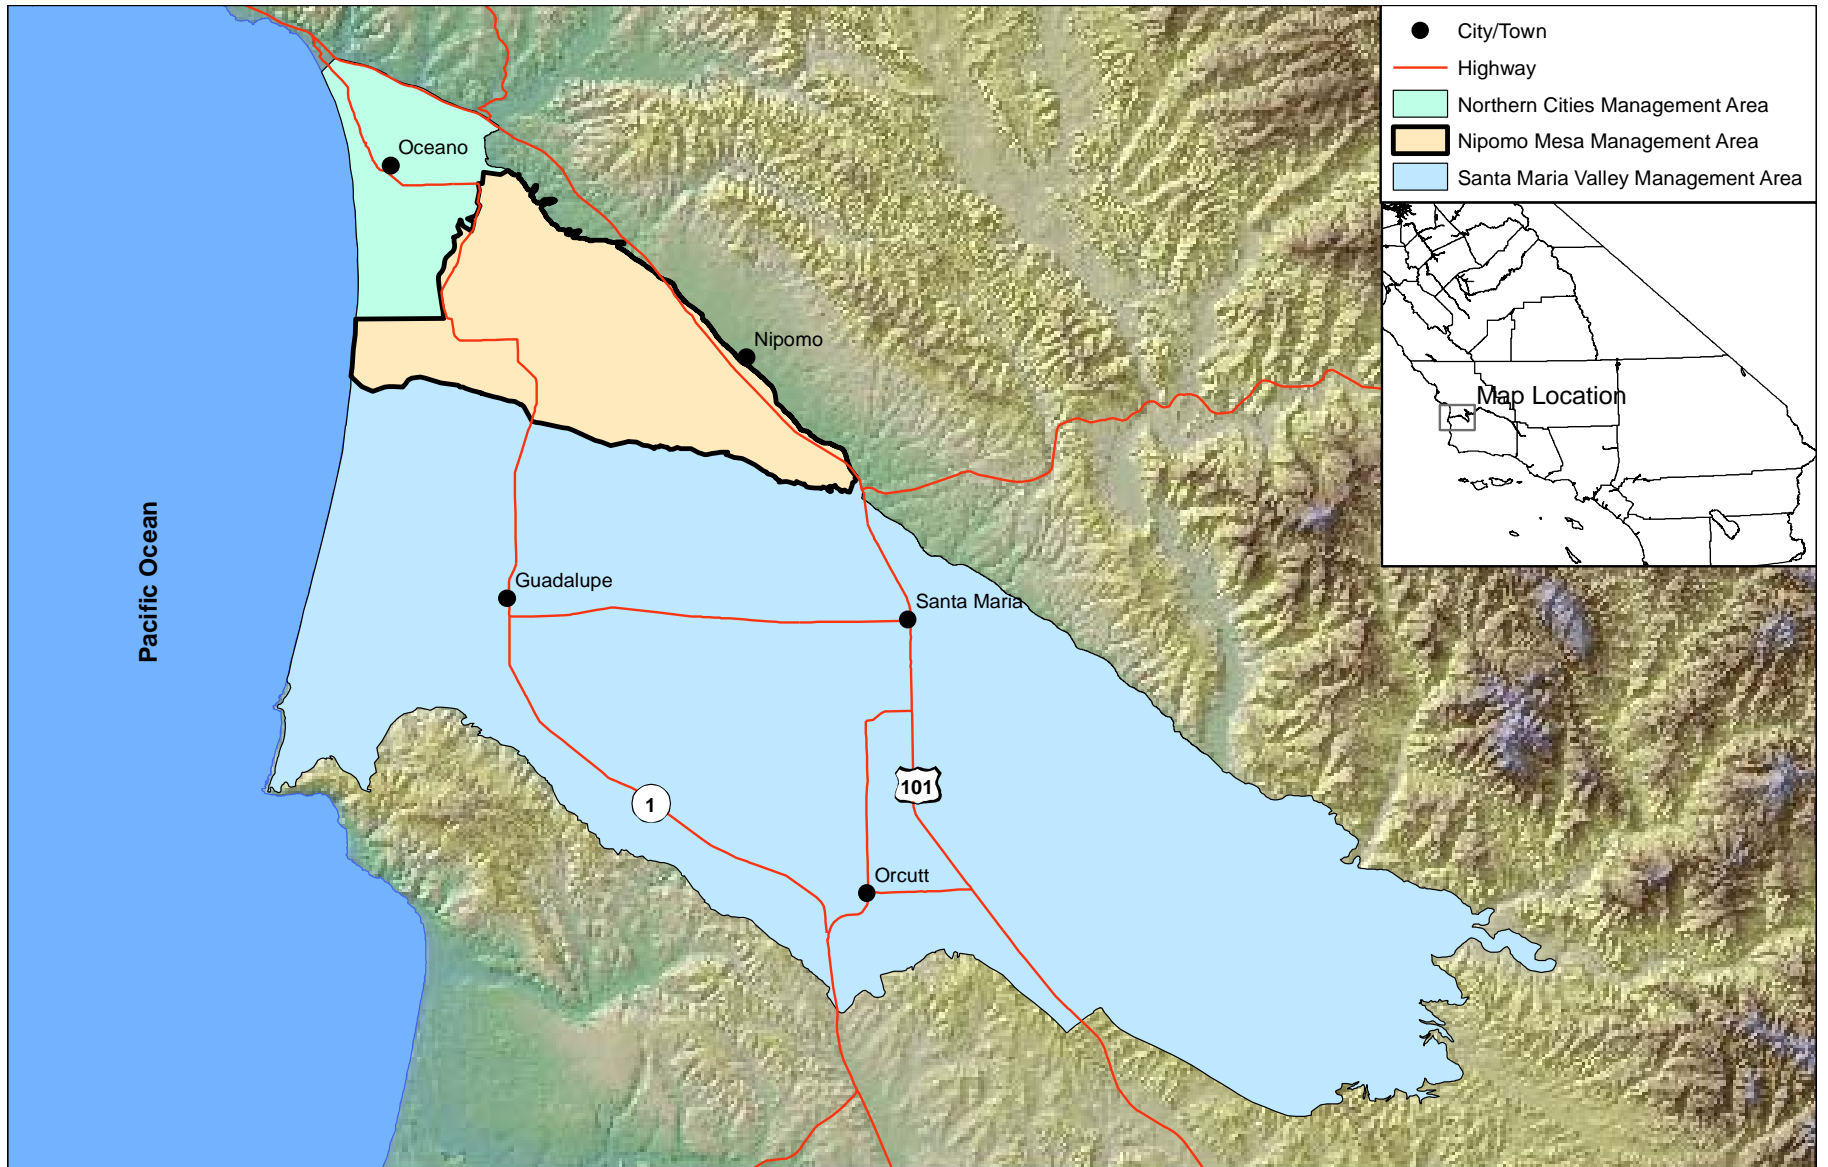 City/Town
Highway
Northern Cities Management Area
Nipomo Mesa Management Area
Santa Maria Valley Management Area
Oceano
Nipomo
Map Location
Pacific Ocean
Guadalupe
Santa Maria
101
1
Orcutt